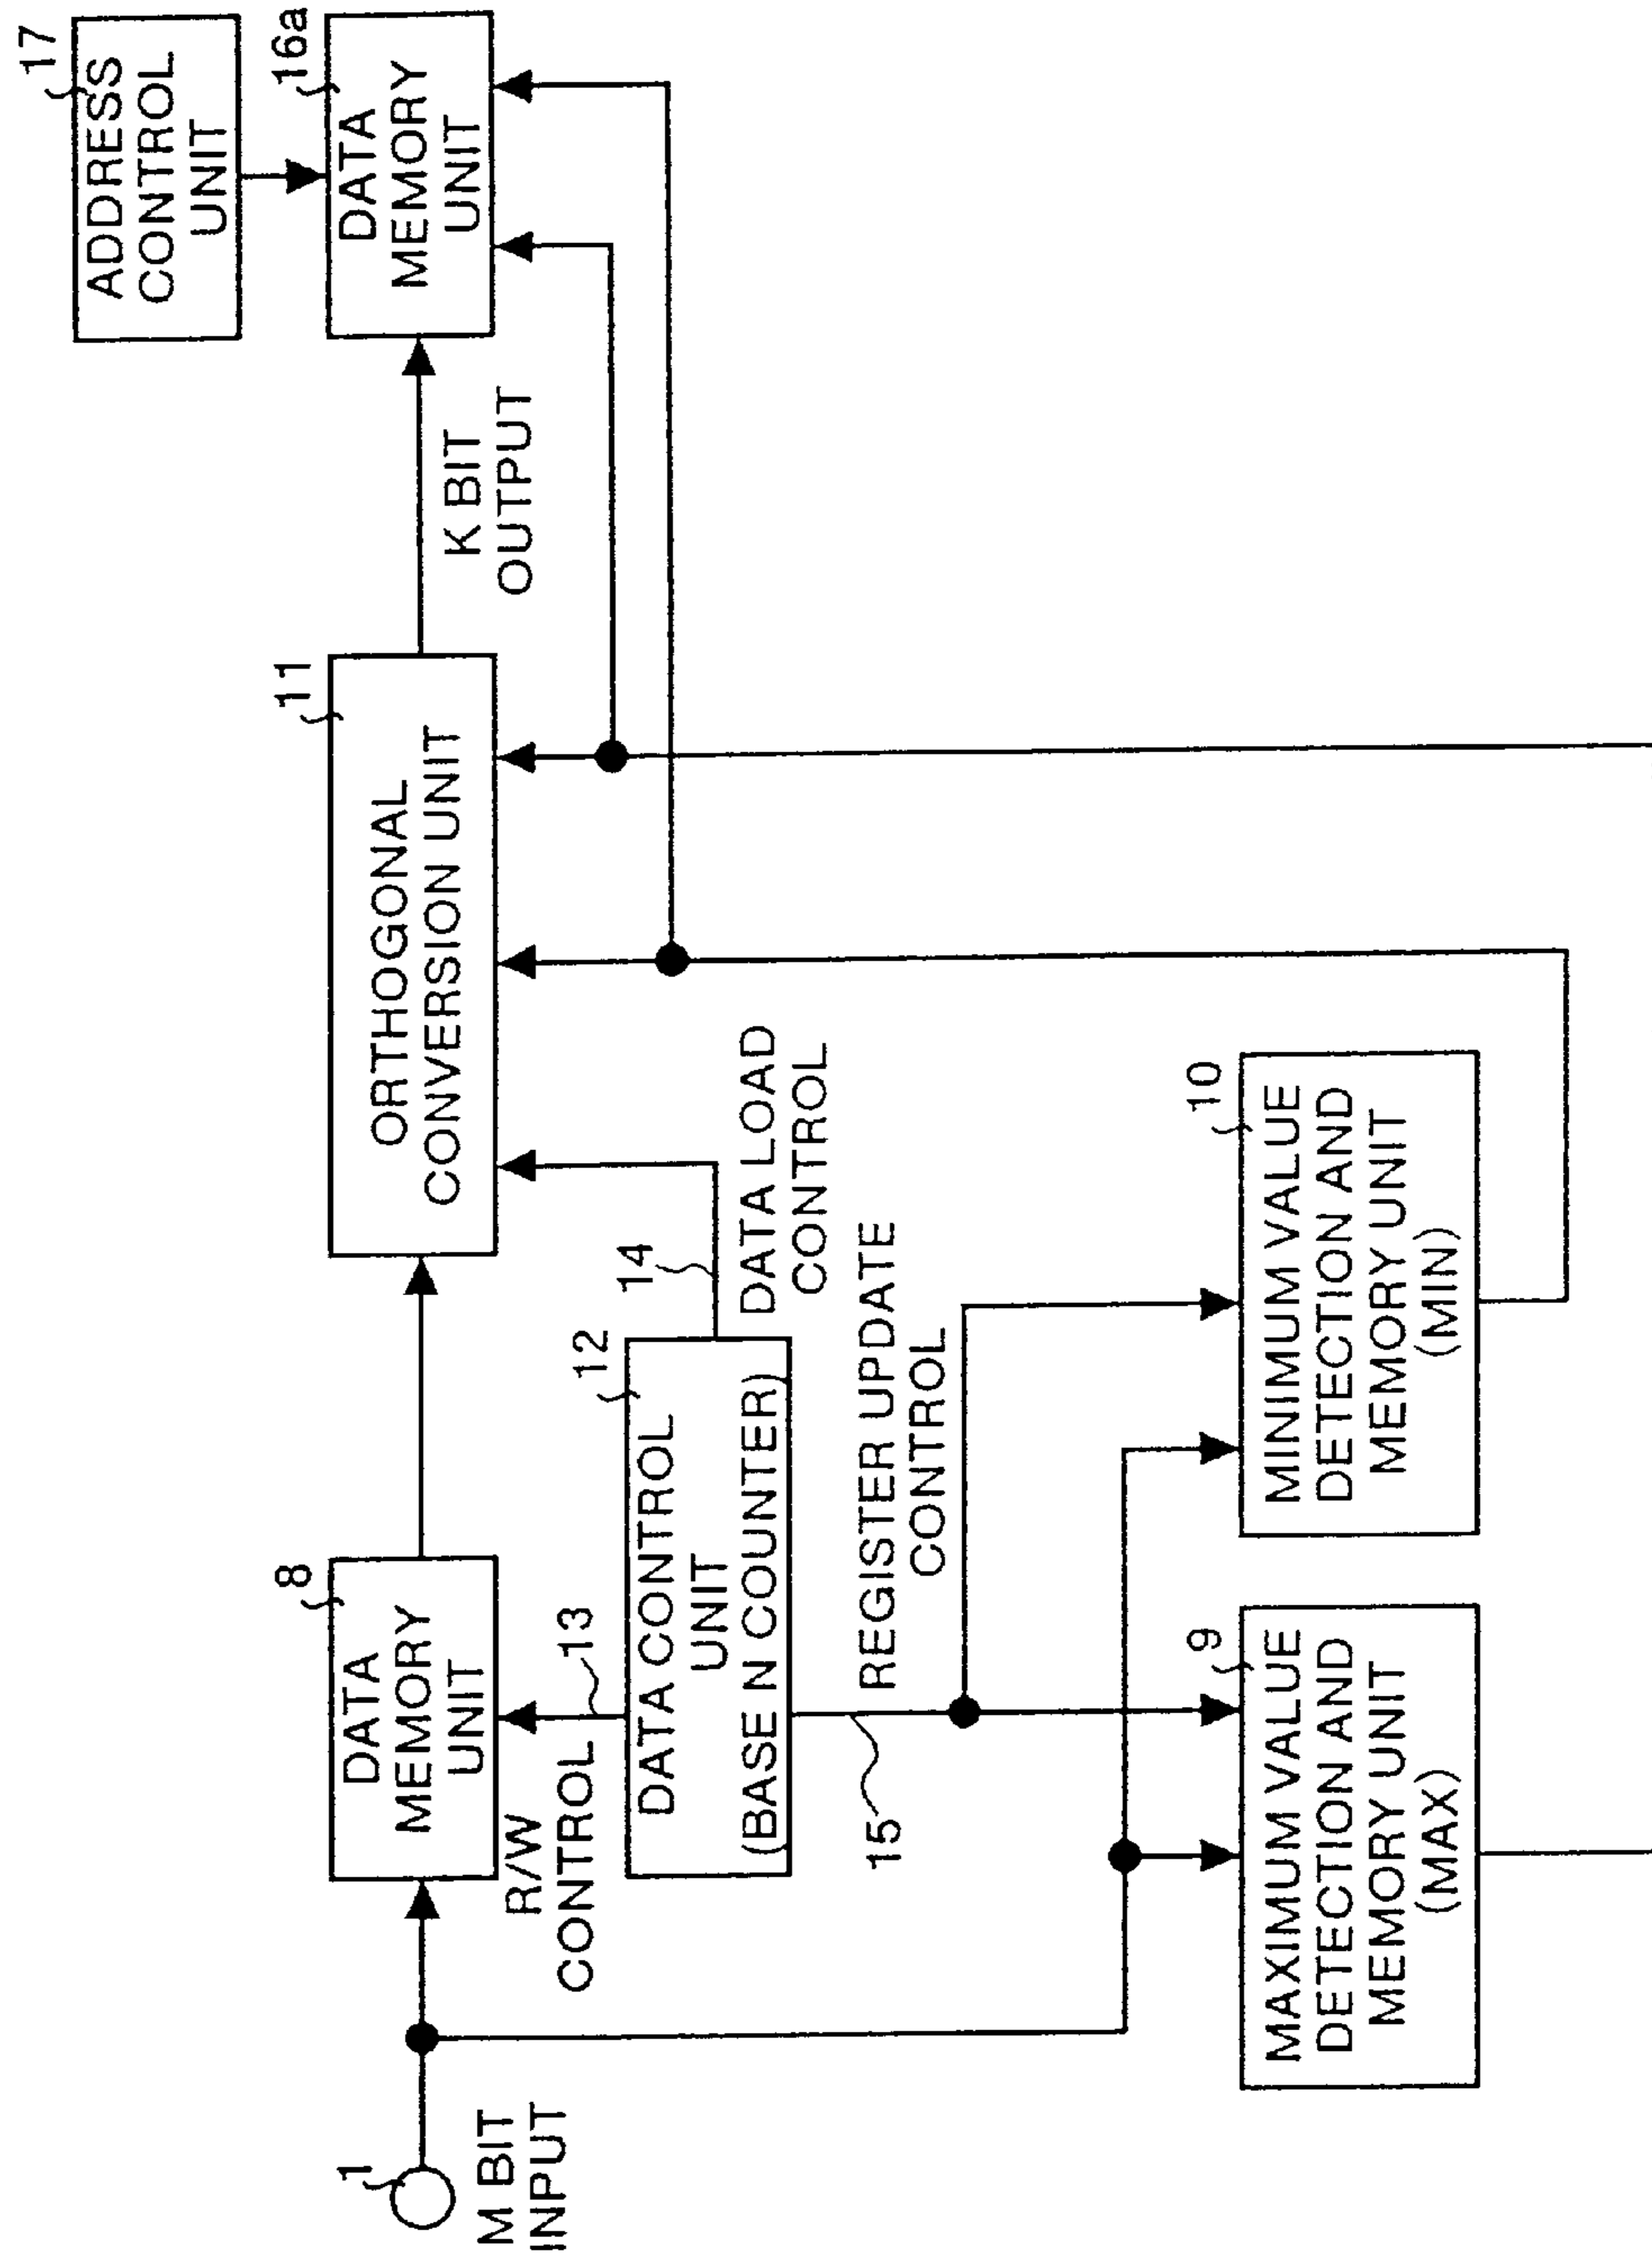 1
M BIT
INPUT
8
DATA
MEMORY
UNIT
R/W
CONTROL
13
12
DATA CONTROL
UNIT
(BASE N COUNTER)
14
DATA LOAD
CONTROL
15
REGISTER UPDATE
CONTROL
9
MAXIMUM VALUE
DETECTION AND
MEMORY UNIT
(MAX)
10
MINIMUM VALUE
DETECTION AND
MEMORY UNIT
(MIN)
11
ORTHOGONAL
CONVERSION UNIT
K BIT
OUTPUT
17
ADDRESS
CONTROL
UNIT
16a
DATA
MEMORY
UNIT